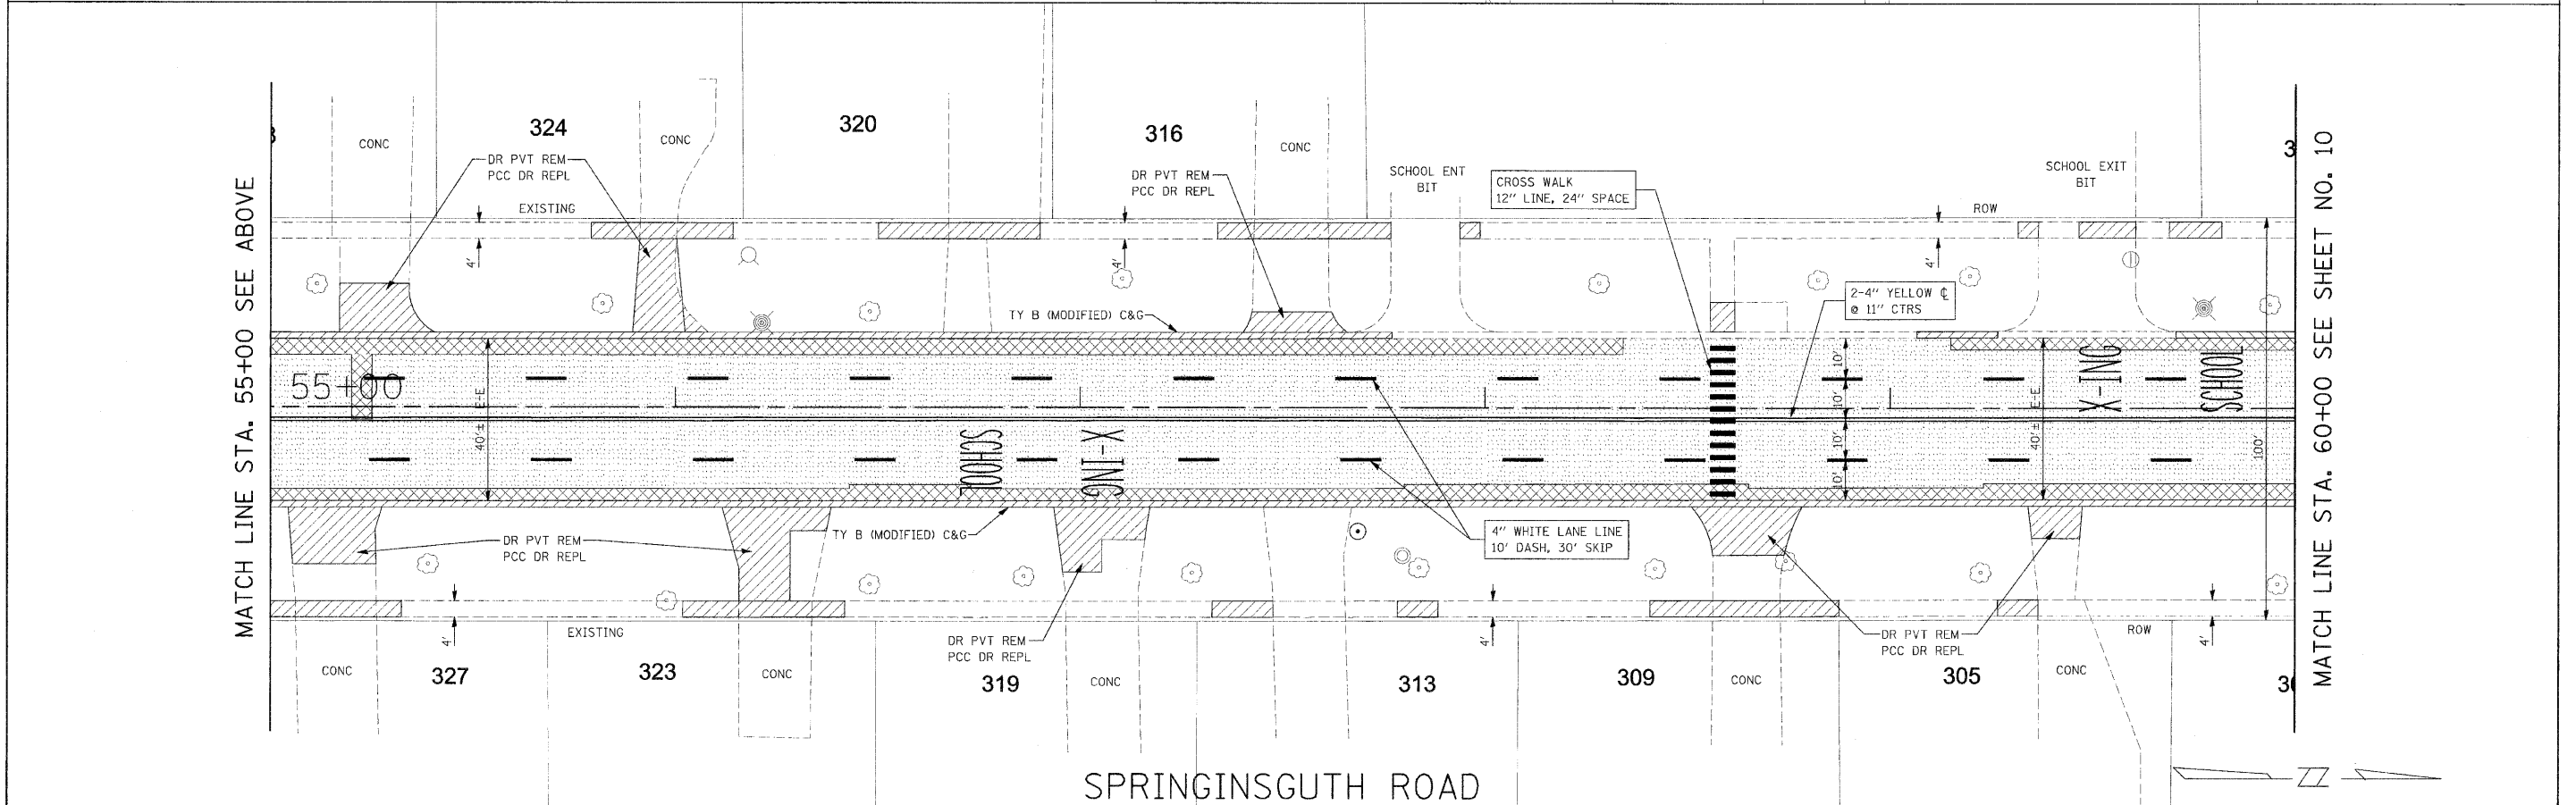 MATCH LINE STA. 55+00 SEE ABOVE
324
320
316
CONC
CONC
CONC
DR PVT REM
PCC DR REPL
DR PVT REM
PCC DR REPL
SCHOOL ENT
BIT
CROSS WALK
12" LINE, 24" SPACE
SCHOOL EXIT
BIT
EXISTING
ROW
4'
4'
4'
TY B (MODIFIED) C&G
2-4" YELLOW ℄
@ 11" CTRS
55+00
40'± E-E
10'
10'
10'
10'
40'± E-E
X-ING
SCHOOL
100'
SCHOOL
X-ING
TY B (MODIFIED) C&G
4" WHITE LANE LINE
10' DASH, 30' SKIP
DR PVT REM
PCC DR REPL
EXISTING
4'
DR PVT REM
PCC DR REPL
4'
DR PVT REM
PCC DR REPL
ROW
4'
CONC
327
323
CONC
319
CONC
313
309
CONC
305
CONC
SPRINGINSGUTH ROAD
MATCH LINE STA. 60+00 SEE SHEET NO. 10